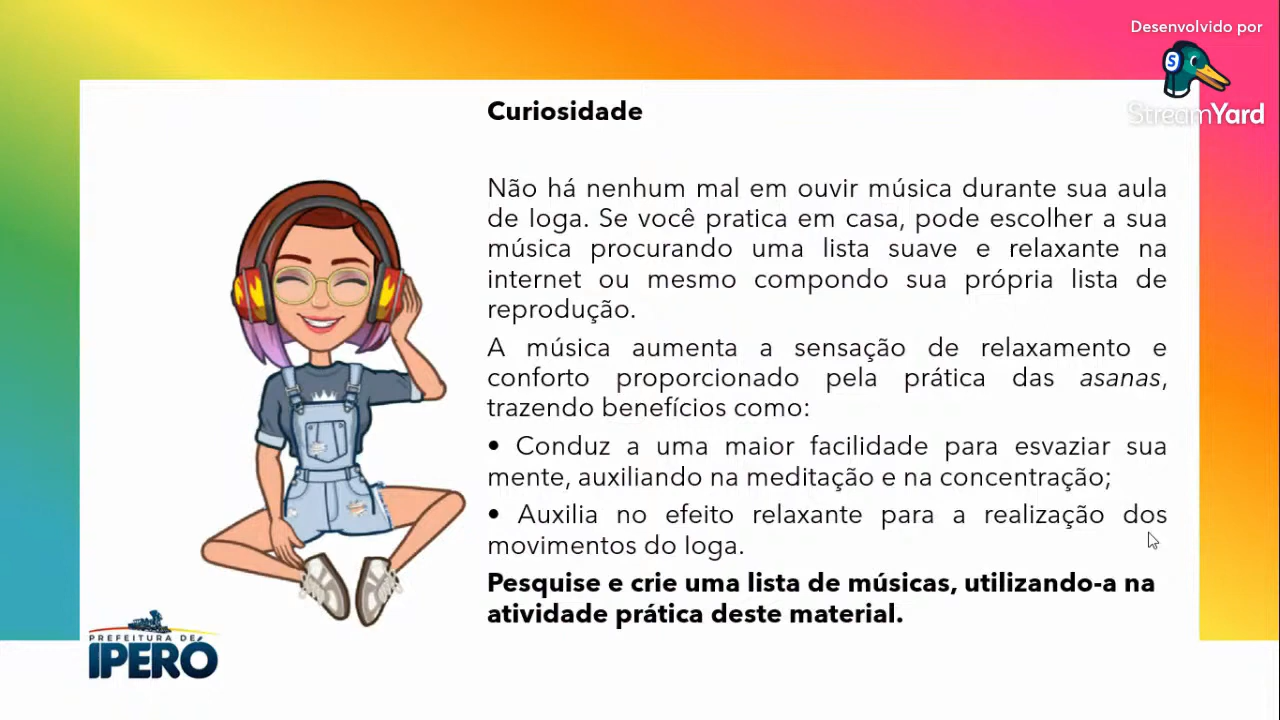 Desenvolvido por
StreamYard
Curiosidade
Não há nenhum mal em ouvir música durante sua aula
de Ioga. Se você pratica em casa, pode escolher a sua
música procurando uma lista suave e relaxante na
internet ou mesmo compondo sua própria lista de
reprodução.
A música aumenta a sensação de relaxamento e
conforto proporcionado pela prática das asanas,
trazendo benefícios como:
• Conduz a uma maior facilidade para esvaziar sua
mente, auxiliando na meditação e na concentração;
• Auxilia no efeito relaxante para a realização dos
movimentos do Ioga.
Pesquise e crie uma lista de músicas, utilizando-a na
atividade prática deste material.
PREFEITURA DE
IPERÓ